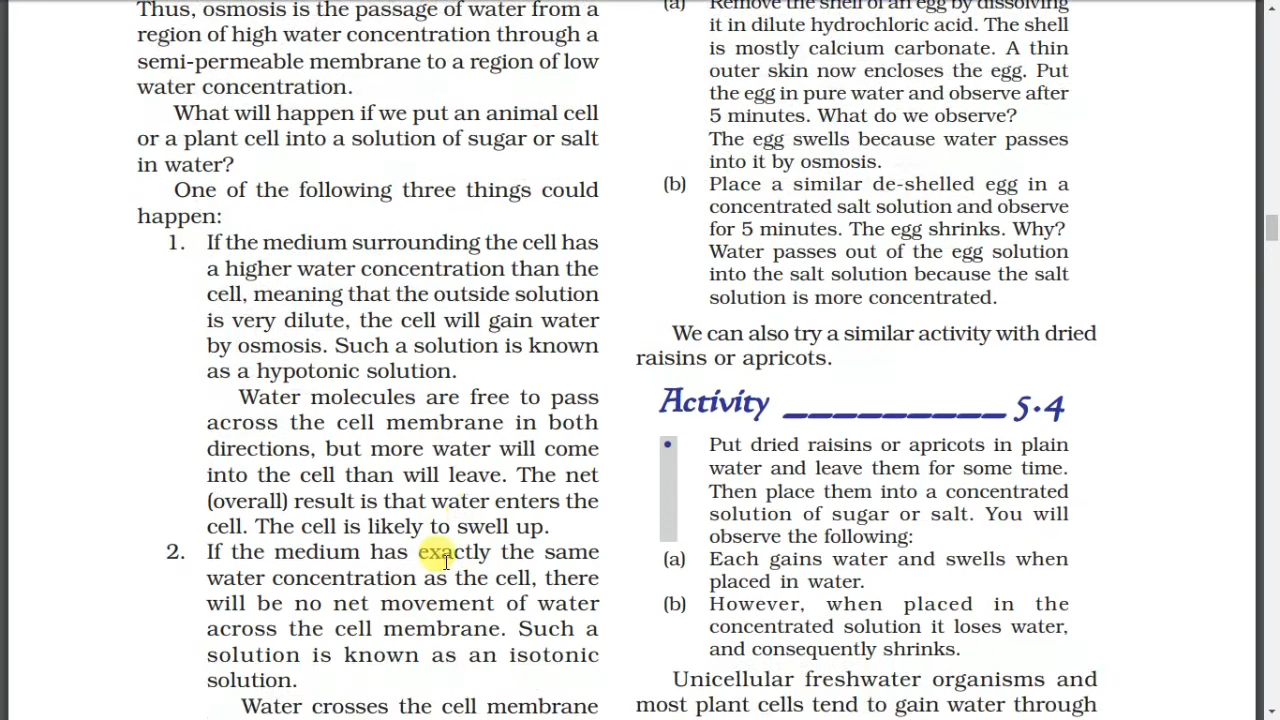 Thus, osmosis is the passage of water from a
region of high water concentration through a
semi-permeable membrane to a region of low
water concentration.
What will happen if we put an animal cell
or a plant cell into a solution of sugar or salt
in water?
One of the following three things could
happen:
1. If the medium surrounding the cell has
a higher water concentration than the
cell, meaning that the outside solution
is very dilute, the cell will gain water
by osmosis. Such a solution is known
as a hypotonic solution.
Water molecules are free to pass
across the cell membrane in both
directions, but more water will come
into the cell than will leave. The net
(overall) result is that water enters the
cell. The cell is likely to swell up.
2. If the medium has exactly the same
water concentration as the cell, there
will be no net movement of water
across the cell membrane. Such a
solution is known as an isotonic
solution.
Water crosses the cell membrane
(a) Remove the shell of an egg by dissolving
it in dilute hydrochloric acid. The shell
is mostly calcium carbonate. A thin
outer skin now encloses the egg. Put
the egg in pure water and observe after
5 minutes. What do we observe?
The egg swells because water passes
into it by osmosis.
(b) Place a similar de-shelled egg in a
concentrated salt solution and observe
for 5 minutes. The egg shrinks. Why?
Water passes out of the egg solution
into the salt solution because the salt
solution is more concentrated.
We can also try a similar activity with dried
raisins or apricots.
Activity __________ 5.4
• Put dried raisins or apricots in plain
water and leave them for some time.
Then place them into a concentrated
solution of sugar or salt. You will
observe the following:
(a) Each gains water and swells when
placed in water.
(b) However, when placed in the
concentrated solution it loses water,
and consequently shrinks.
Unicellular freshwater organisms and
most plant cells tend to gain water through